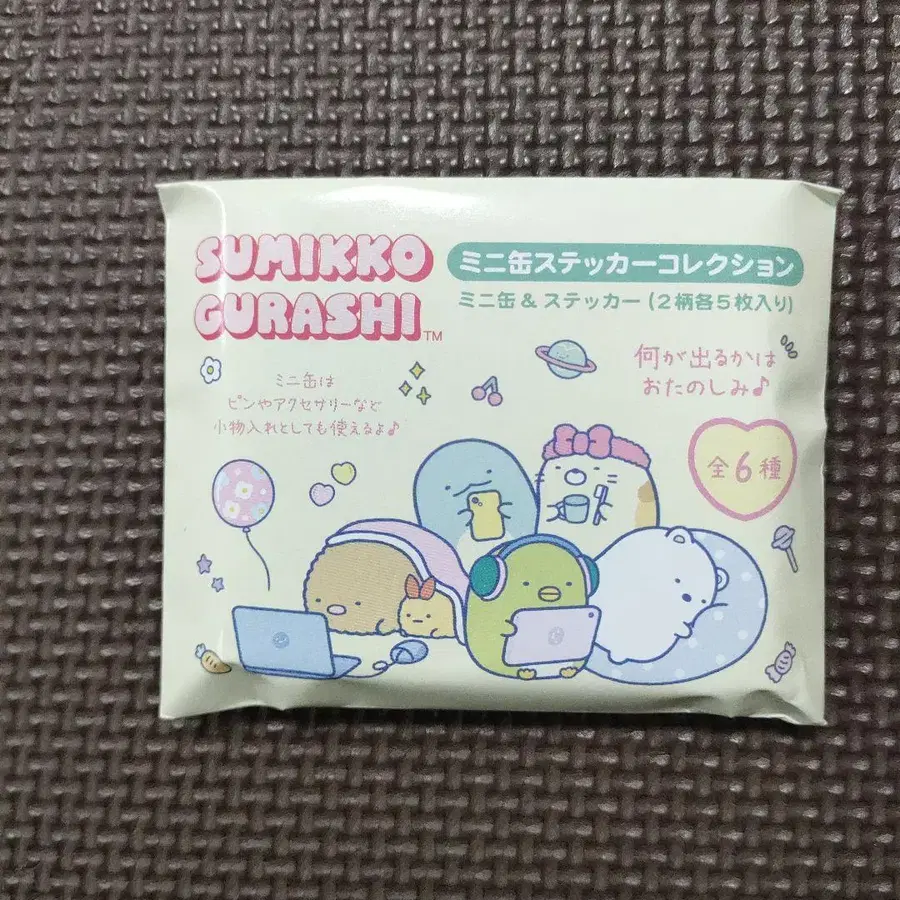 SUMIKKO
GURASHI™
ミニ缶ステッカーコレクション
ミニ缶 & ステッカー (2柄各5枚入り)
何が出るかは
おたのしみ♪
ミニ缶は
ピンやアクセサリーなど
小物入れとしても使えるよ♪
全6種